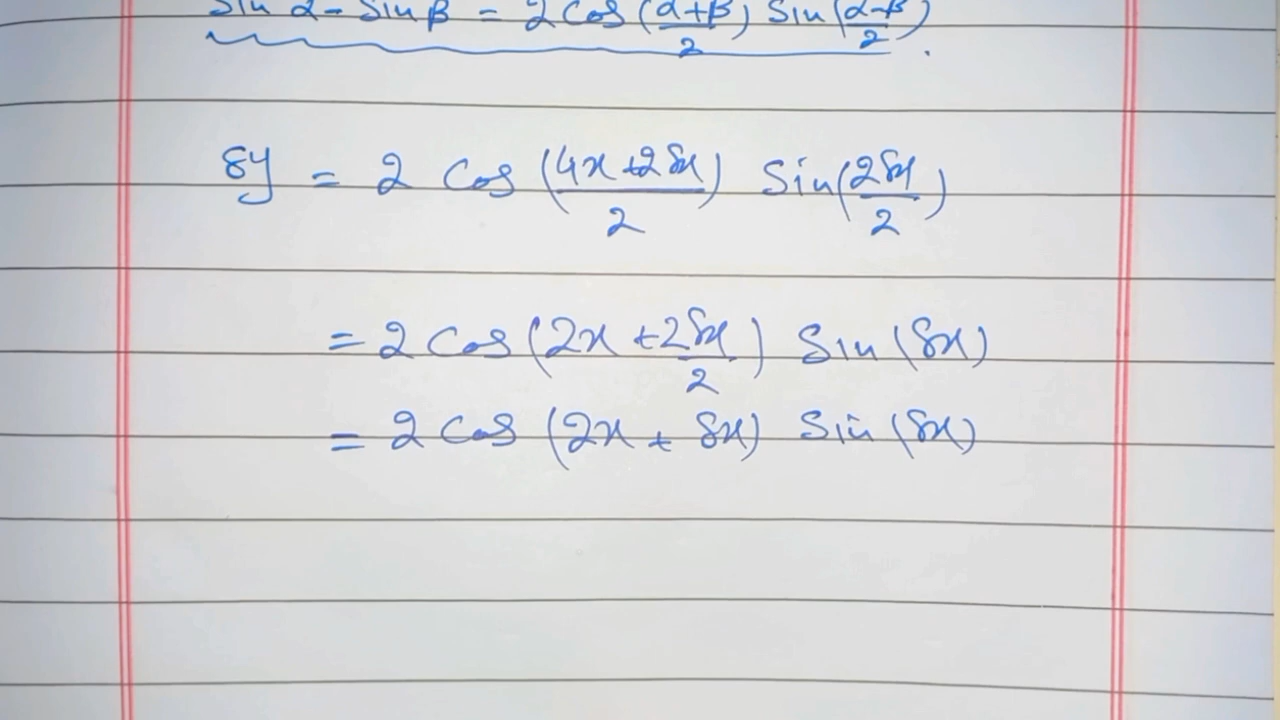 Sin α - Sin β = 2 Cos (α+β/2) Sin (α-β/2).
δy = 2 Cos (4x+2δx/2) Sin(2δx/2)
= 2 Cos (2x + 2δx/2) Sin (δx)
= 2 Cos (2x + δx) Sin (δx)